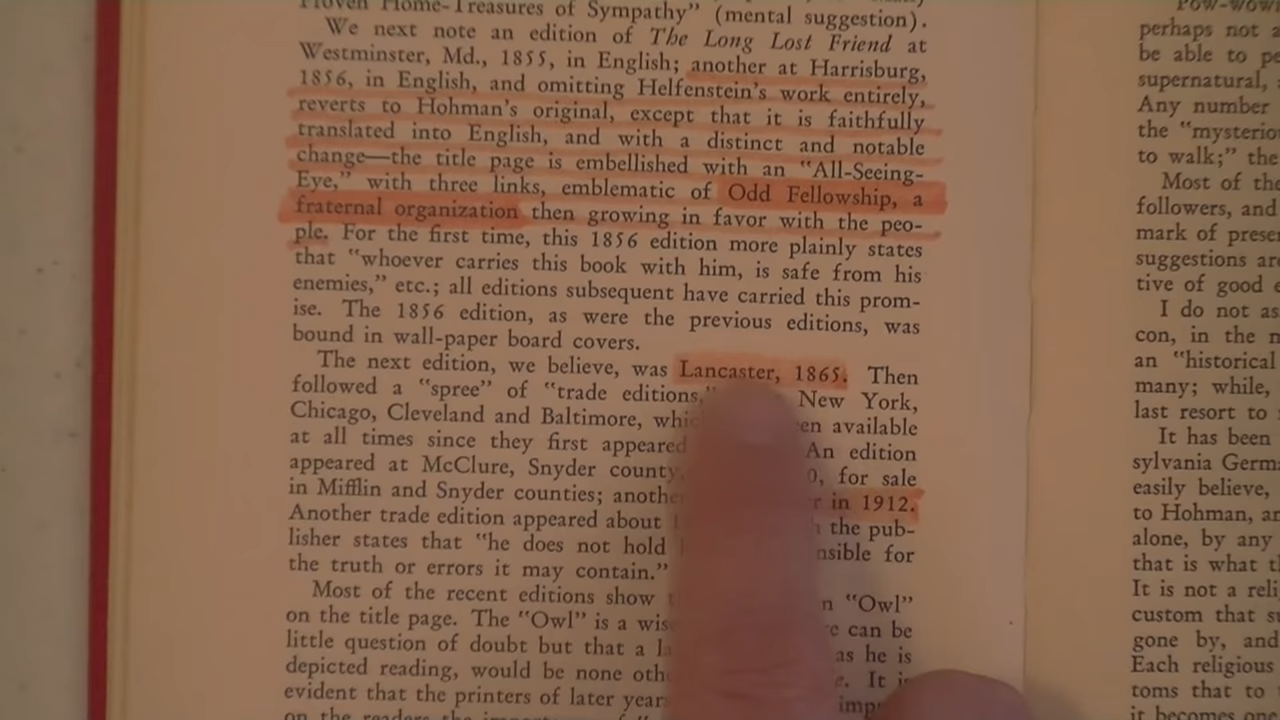 Proven Home-Treasures of Sympathy” (mental suggestion).
We next note an edition of The Long Lost Friend at
Westminster, Md., 1855, in English; another at Harrisburg,
1856, in English, and omitting Helfenstein’s work entirely,
reverts to Hohman’s original, except that it is faithfully
translated into English, and with a distinct and notable
change—the title page is embellished with an “All-Seeing-
Eye,” with three links, emblematic of Odd Fellowship, a
fraternal organization then growing in favor with the peo-
ple. For the first time, this 1856 edition more plainly states
that “whoever carries this book with him, is safe from his
enemies,” etc.; all editions subsequent have carried this prom-
ise. The 1856 edition, as were the previous editions, was
bound in wall-paper board covers.
The next edition, we believe, was Lancaster, 1865. Then
followed a “spree” of “trade editions,” New York,
Chicago, Cleveland and Baltimore, available
at all times since they first appeared An edition
appeared at McClure, Snyder county, for sale
in Mifflin and Snyder counties; in 1912.
Another trade edition appeared about the pub-
lisher states that “he does not hold for
the truth or errors it may contain.”
Most of the recent editions show “Owl”
on the title page. The “Owl” is a can be
little question of doubt but that a as he is
depicted reading, would be none It
evident that the printers of later
on the readers the
perhaps not a
be able to
supernatural,
Any number
the
to walk;” the
Most of the
followers, and
mark of
suggestions
tive of good
I do not
con, in the
an “historical
many; while,
last resort to
It has been
sylvania
easily believe,
to Hohman,
alone, by any
that is what
It is not a
custom that
gone by, and
Each religious
toms that to
it becomes